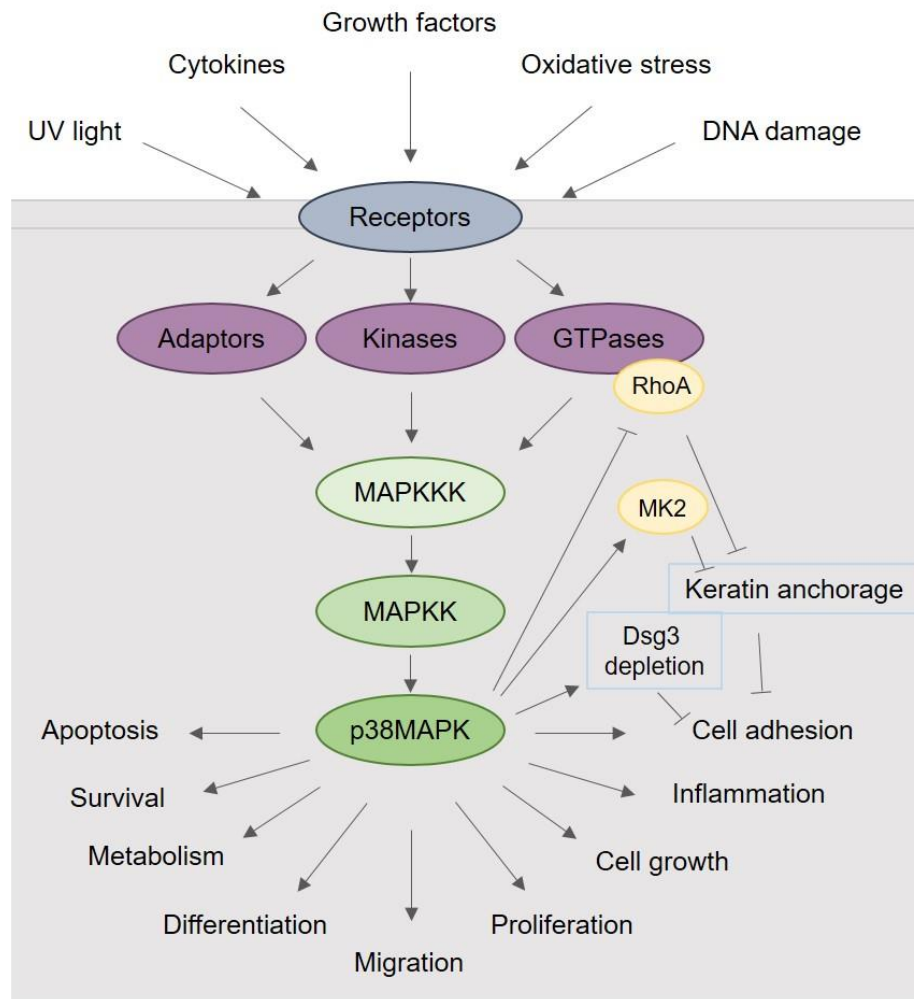 Growth factors
Cytokines
Oxidative stress
UV light
DNA damage
Receptors
Adaptors
Kinases
GTPases
RhoA
MAPKKK
MK2
Keratin anchorage
MAPKK
Dsg3
depletion
p38MAPK
Apoptosis
Cell adhesion
Survival
Inflammation
Metabolism
Cell growth
Differentiation
Proliferation
Migration